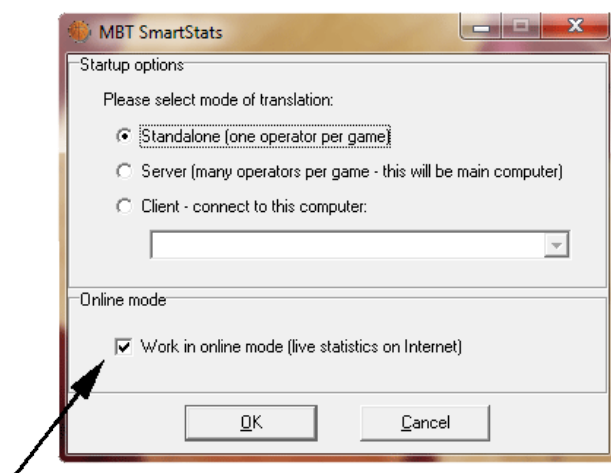 MBT SmartStats
Startup options
Please select mode of translation:
Standalone (one operator per game)
Server (many operators per game - this will be main computer)
Client - connect to this computer:
Online mode
Work in online mode (live statistics on Internet)
OK
Cancel